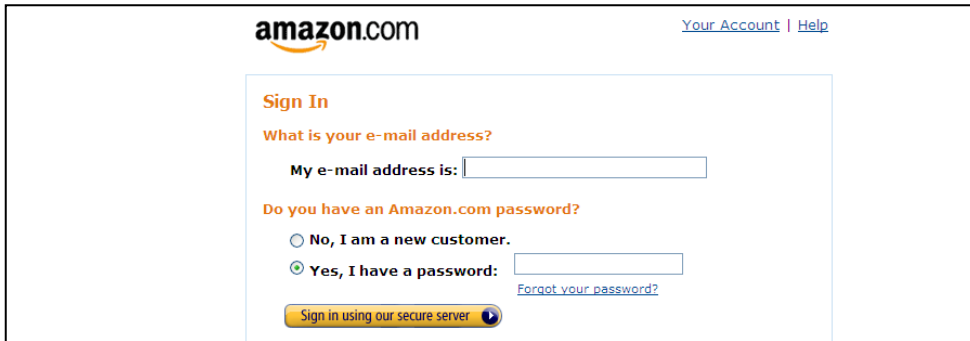 amazon.com
Your Account | Help
Sign In
What is your e-mail address?
My e-mail address is:
Do you have an Amazon.com password?
No, I am a new customer.
Yes, I have a password:
Forgot your password?
Sign in using our secure server